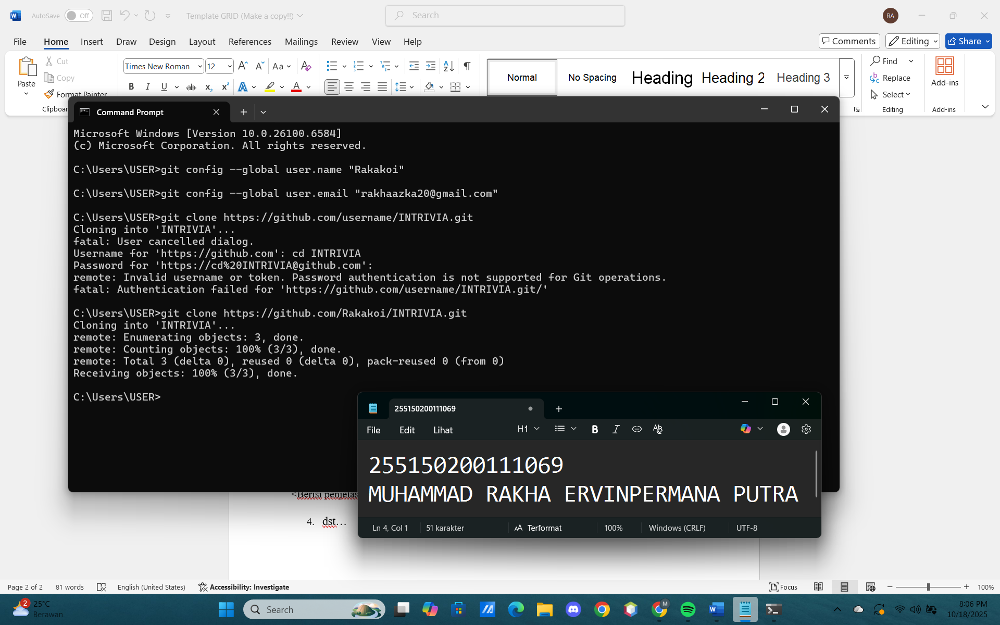 AutoSave Off Template GRID (Make a copy!!) Search RA
File Home Insert Draw Design Layout References Mailings Review View Help Comments Editing Share
Paste Cut Copy Format Painter
Clipboar
Times New Roman 12
Aa
B I U ab x₂ x² A A
Normal No Spacing Heading Heading 2 Heading 3
Find
Replace
Select
Editing
Add-ins
Add-ins
Command Prompt
Microsoft Windows [Version 10.0.26100.6584]
(c) Microsoft Corporation. All rights reserved.
C:\Users\USER>git config --global user.name "Rakakoi"
C:\Users\USER>git config --global user.email "rakhaazka20@gmail.com"
C:\Users\USER>git clone https://github.com/username/INTRIVIA.git
Cloning into 'INTRIVIA'...
fatal: User cancelled dialog.
Username for 'https://github.com': cd INTRIVIA
Password for 'https://cd%20INTRIVIA@github.com':
remote: Invalid username or token. Password authentication is not supported for Git operations.
fatal: Authentication failed for 'https://github.com/username/INTRIVIA.git/'
C:\Users\USER>git clone https://github.com/Rakakoi/INTRIVIA.git
Cloning into 'INTRIVIA'...
remote: Enumerating objects: 3, done.
remote: Counting objects: 100% (3/3), done.
remote: Total 3 (delta 0), reused 0 (delta 0), pack-reused 0 (from 0)
Receiving objects: 100% (3/3), done.
C:\Users\USER>
255150200111069
File Edit Lihat H1 B I
255150200111069
MUHAMMAD RAKHA ERVINPERMANA PUTRA
Ln 4, Col 1 51 karakter Terformat 100% Windows (CRLF) UTF-8
<Berisi penjelas
4. dst...
Page 2 of 2 81 words English (United States) Accessibility: Investigate Focus 100%
2 25°C
Berawan
Search
M
8:06 PM
10/18/2025